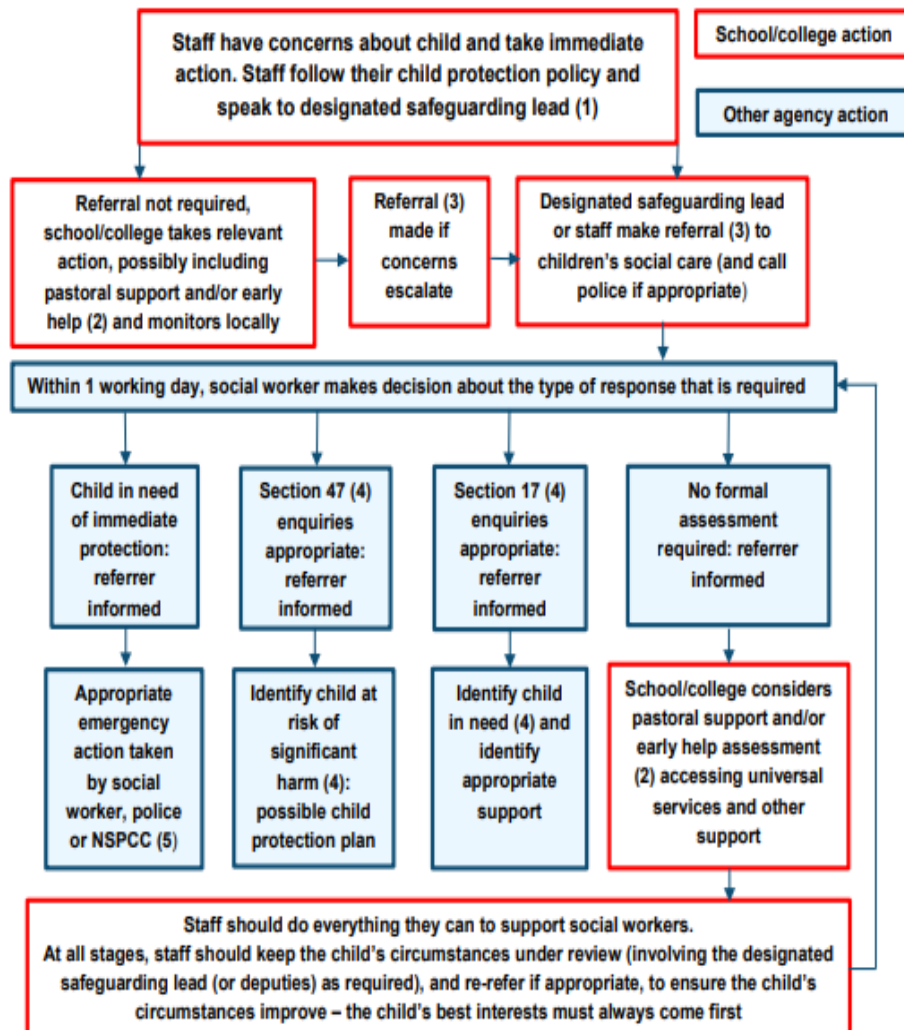 Staff have concerns about child and take immediate
action. Staff follow their child protection policy and
speak to designated safeguarding lead (1)
School/college action
Other agency action
Referral not required,
school/college takes relevant
action, possibly including
pastoral support and/or early
help (2) and monitors locally
Referral (3)
made if
concerns
escalate
Designated safeguarding lead
or staff make referral (3) to
children's social care (and call
police if appropriate)
Within 1 working day, social worker makes decision about the type of response that is required
Child in need
of immediate
protection:
referrer
informed
Section 47 (4)
enquiries
appropriate:
referrer
informed
Section 17 (4)
enquiries
appropriate:
referrer
informed
No formal
assessment
required: referrer
informed
Appropriate
emergency
action taken
by social
worker, police
or NSPCC (5)
Identify child at
risk of
significant
harm (4):
possible child
protection plan
Identify child
in need (4) and
identify
appropriate
support
School/college considers
pastoral support and/or
early help assessment
(2) accessing universal
services and other
support
Staff should do everything they can to support social workers.
At all stages, staff should keep the child's circumstances under review (involving the designated
safeguarding lead (or deputies) as required), and re-refer if appropriate, to ensure the child's
circumstances improve – the child's best interests must always come first